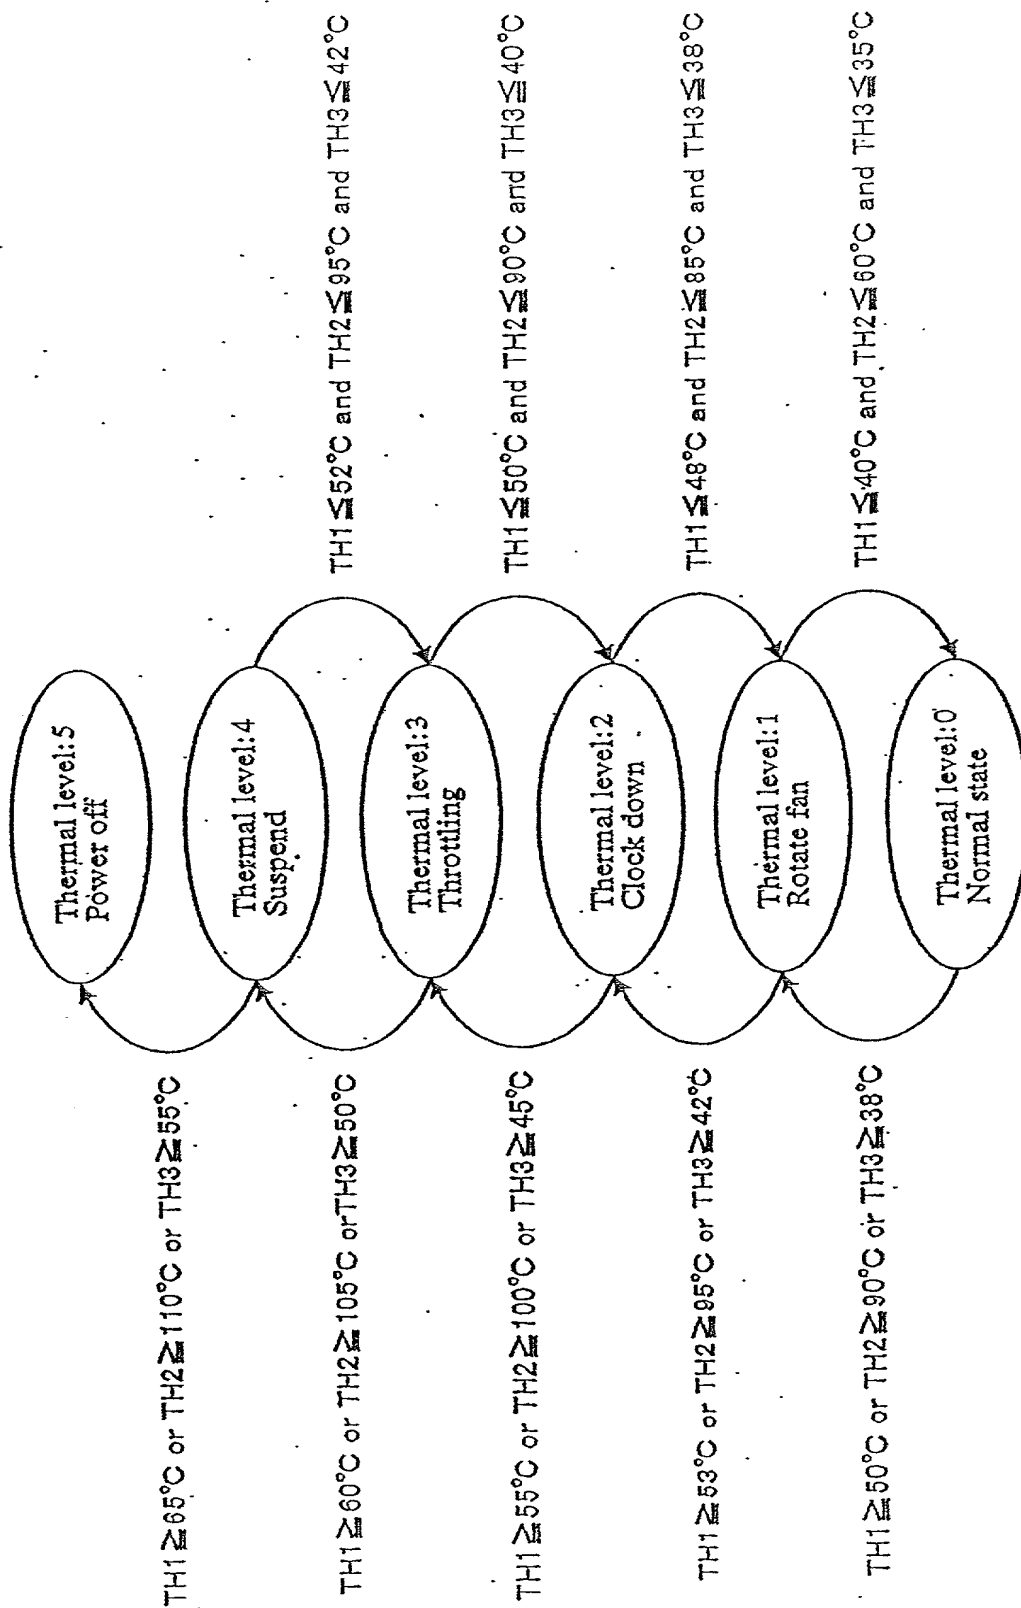 Thermal level:5
Power off
Thermal level:4
Suspend
Thermal level:3
Throttling
Thermal level:2
Clock down
Thermal level:1
Rotate fan
Thermal level:0
Normal state
TH1≧65°C or TH2≧110°C or TH3≧55°C
TH1≧60°C or TH2≧105°C orTH3≧50°C
TH1≧55°C or TH2≧100°C or TH3≧45°C
TH1≧53°C or TH2≧95°C or TH3≧42°C
TH1≧50°C or TH2≧90°C or TH3≧38°C
TH1≦52°C and TH2≦95°C and TH3≦42°C
TH1≦50°C and TH2≦90°C and TH3≦40°C
TH1≦48°C and TH2≦85°C and TH3≦38°C
TH1≦40°C and TH2≦60°C and TH3≦35°C